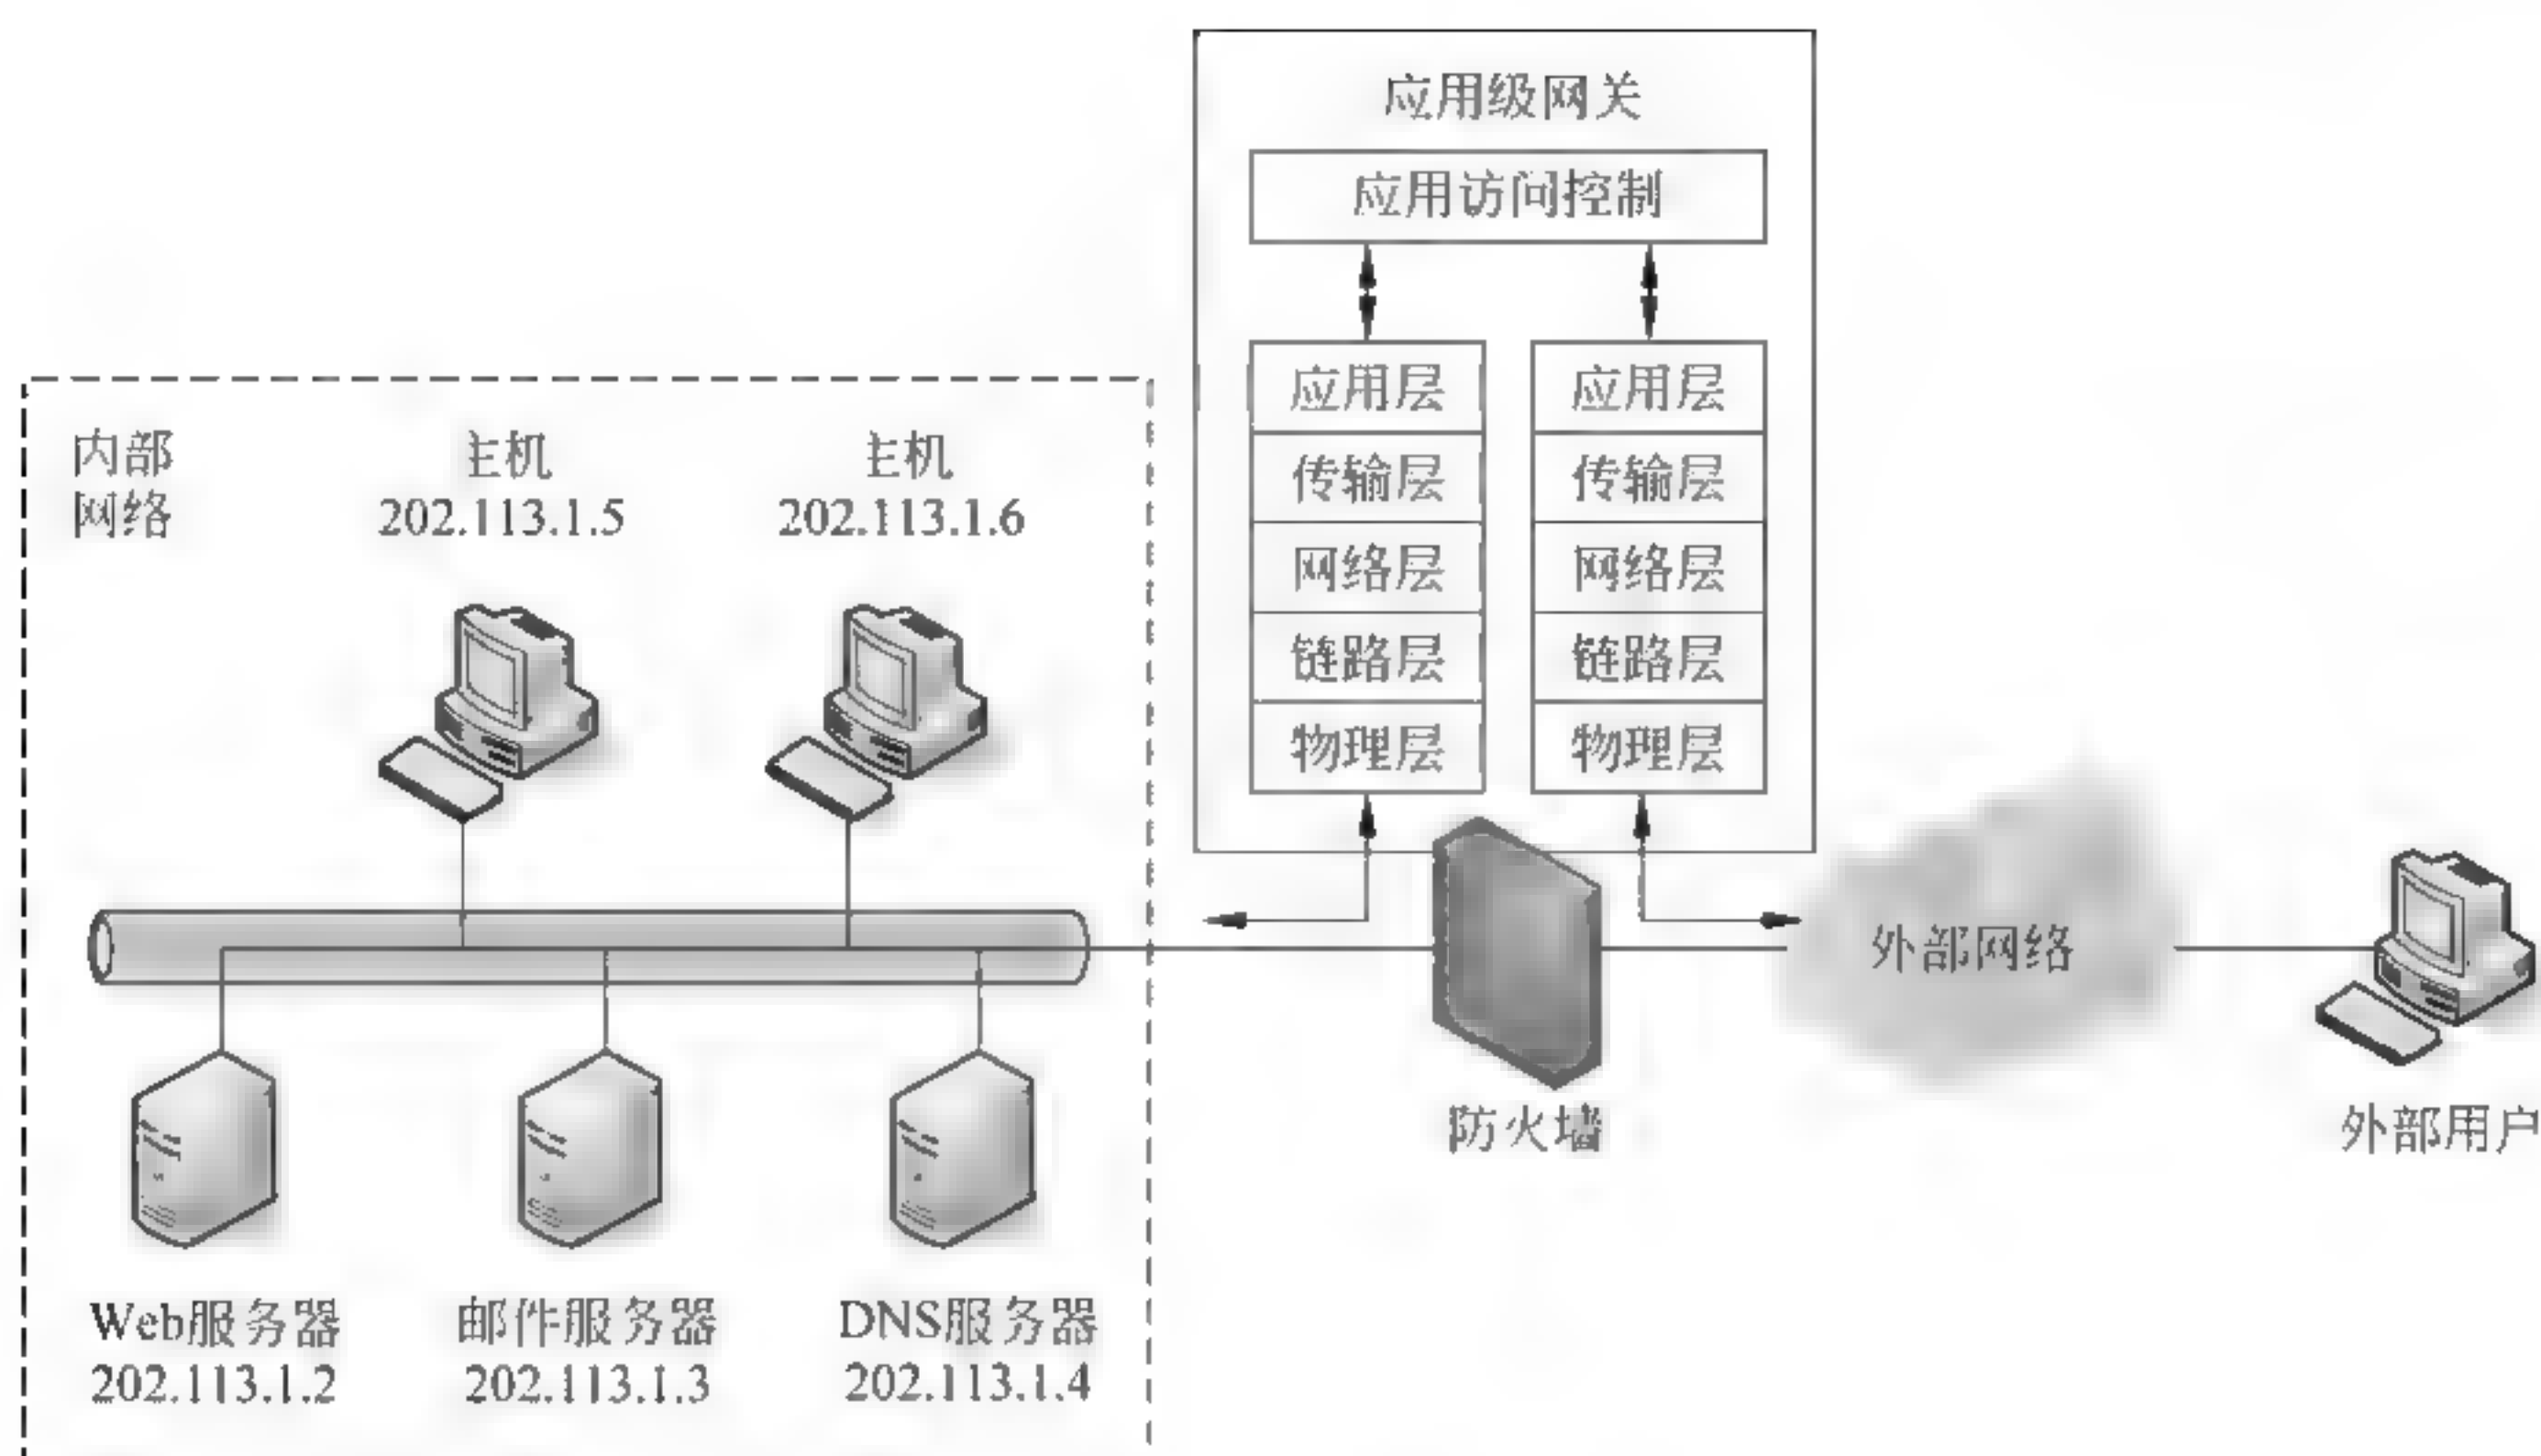 应用级网关
应用访问控制
应用层
应用层
传输层
传输层
网络层
网络层
链路层
链路层
物理层
物理层
内部
网络
主机
202.113.1.5
主机
202.113.1.6
外部网络
防火墙
外部用户
Web服务器
202.113.1.2
邮件服务器
202.113.1.3
DNS服务器
202.113.1.4